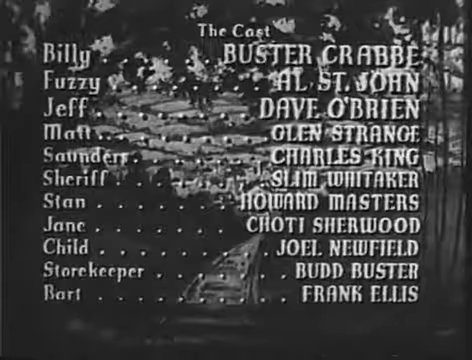 The Cast
Billy . . . . . . . BUSTER CRABBE
Fuzzy . . . . . . . . AL ST. JOHN
Jeff . . . . . . . . DAVE O'BRIEN
Matt . . . . . . . . GLEN STRANGE
Saunders . . . . . . CHARLES KING
Sheriff . . . . . . . SLIM WHITAKER
Stan . . . . . . . HOWARD MASTERS
Jane . . . . . . . CHOTI SHERWOOD
Child . . . . . . . . JOEL NEWFIELD
Storekeeper . . . . . . BUDD BUSTER
Bart . . . . . . . . . FRANK ELLIS